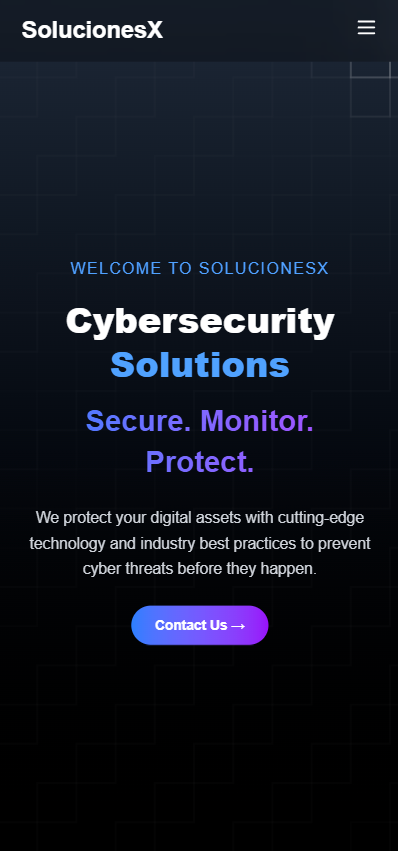 SolucionesX
WELCOME TO SOLUCIONESX
Cybersecurity
Solutions
Secure. Monitor.
Protect.
We protect your digital assets with cutting-edge
technology and industry best practices to prevent
cyber threats before they happen.
Contact Us →